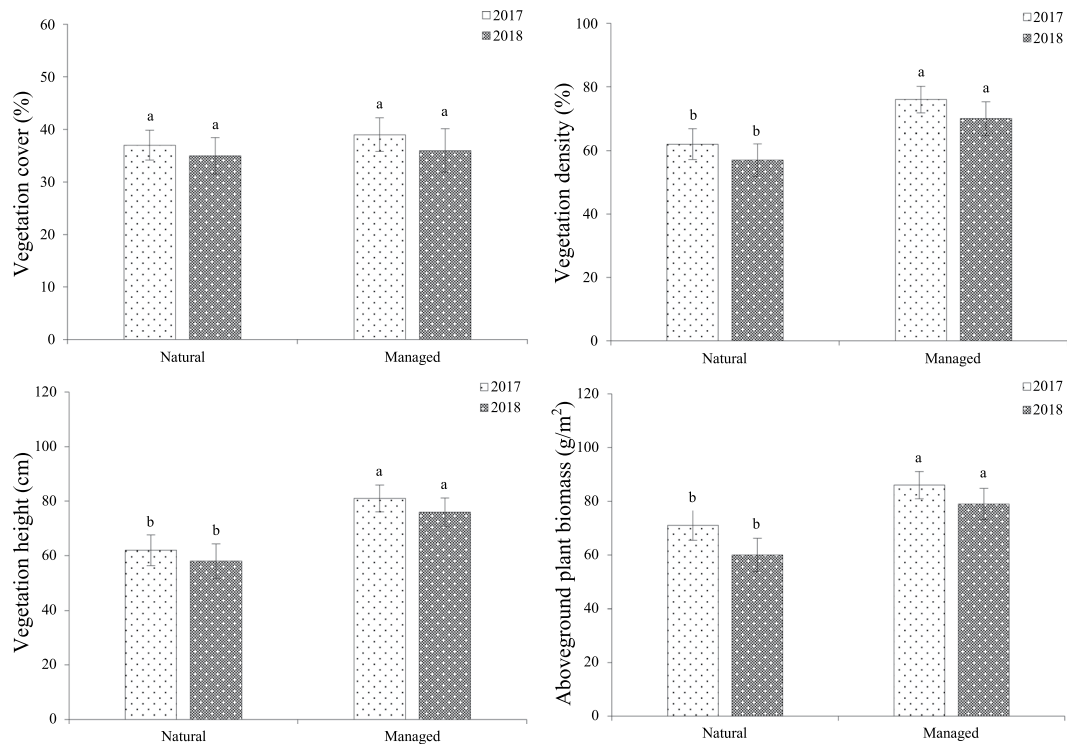 Vegetation cover (%)
60
50
40
30
20
10
0
2017
2018
a
a
a
a
Natural
Managed
Vegetation density (%)
100
80
60
40
20
0
2017
2018
b
b
a
a
Natural
Managed
Vegetation height (cm)
120
100
80
60
40
20
0
2017
2018
b
b
a
a
Natural
Managed
Aboveground plant biomass (g/m²)
120
100
80
60
40
20
0
2017
2018
b
b
a
a
Natural
Managed